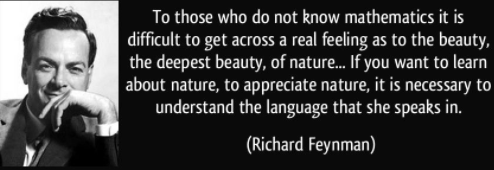 To those who do not know mathematics it is
difficult to get across a real feeling as to the beauty,
the deepest beauty, of nature... If you want to learn
about nature, to appreciate nature, it is necessary to
understand the language that she speaks in.
(Richard Feynman)